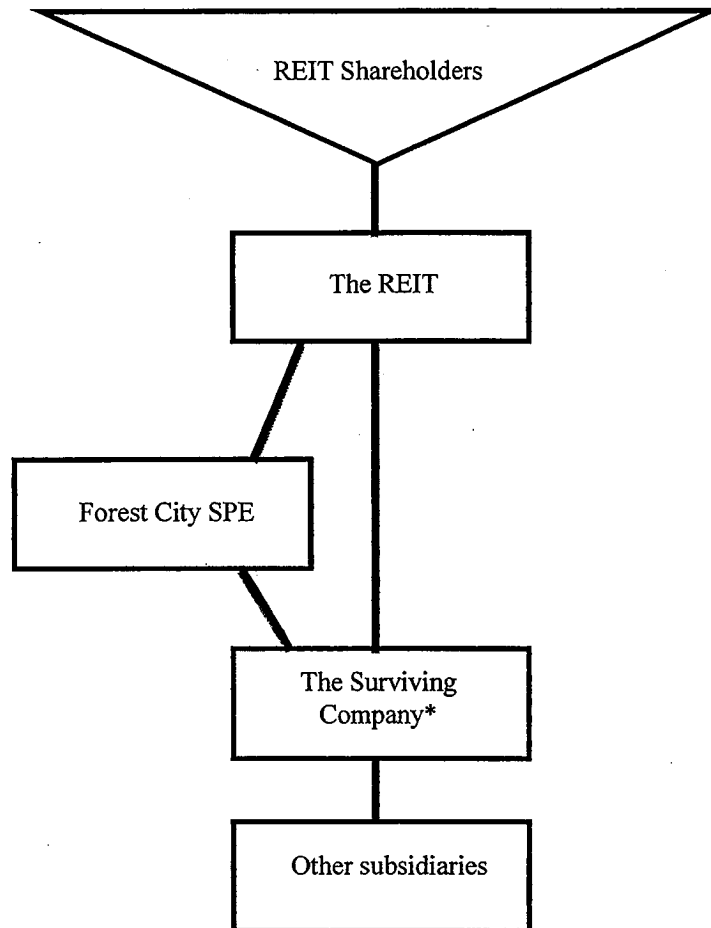 REIT Shareholders
The REIT
Forest City SPE
The Surviving
Company*
Other subsidiaries